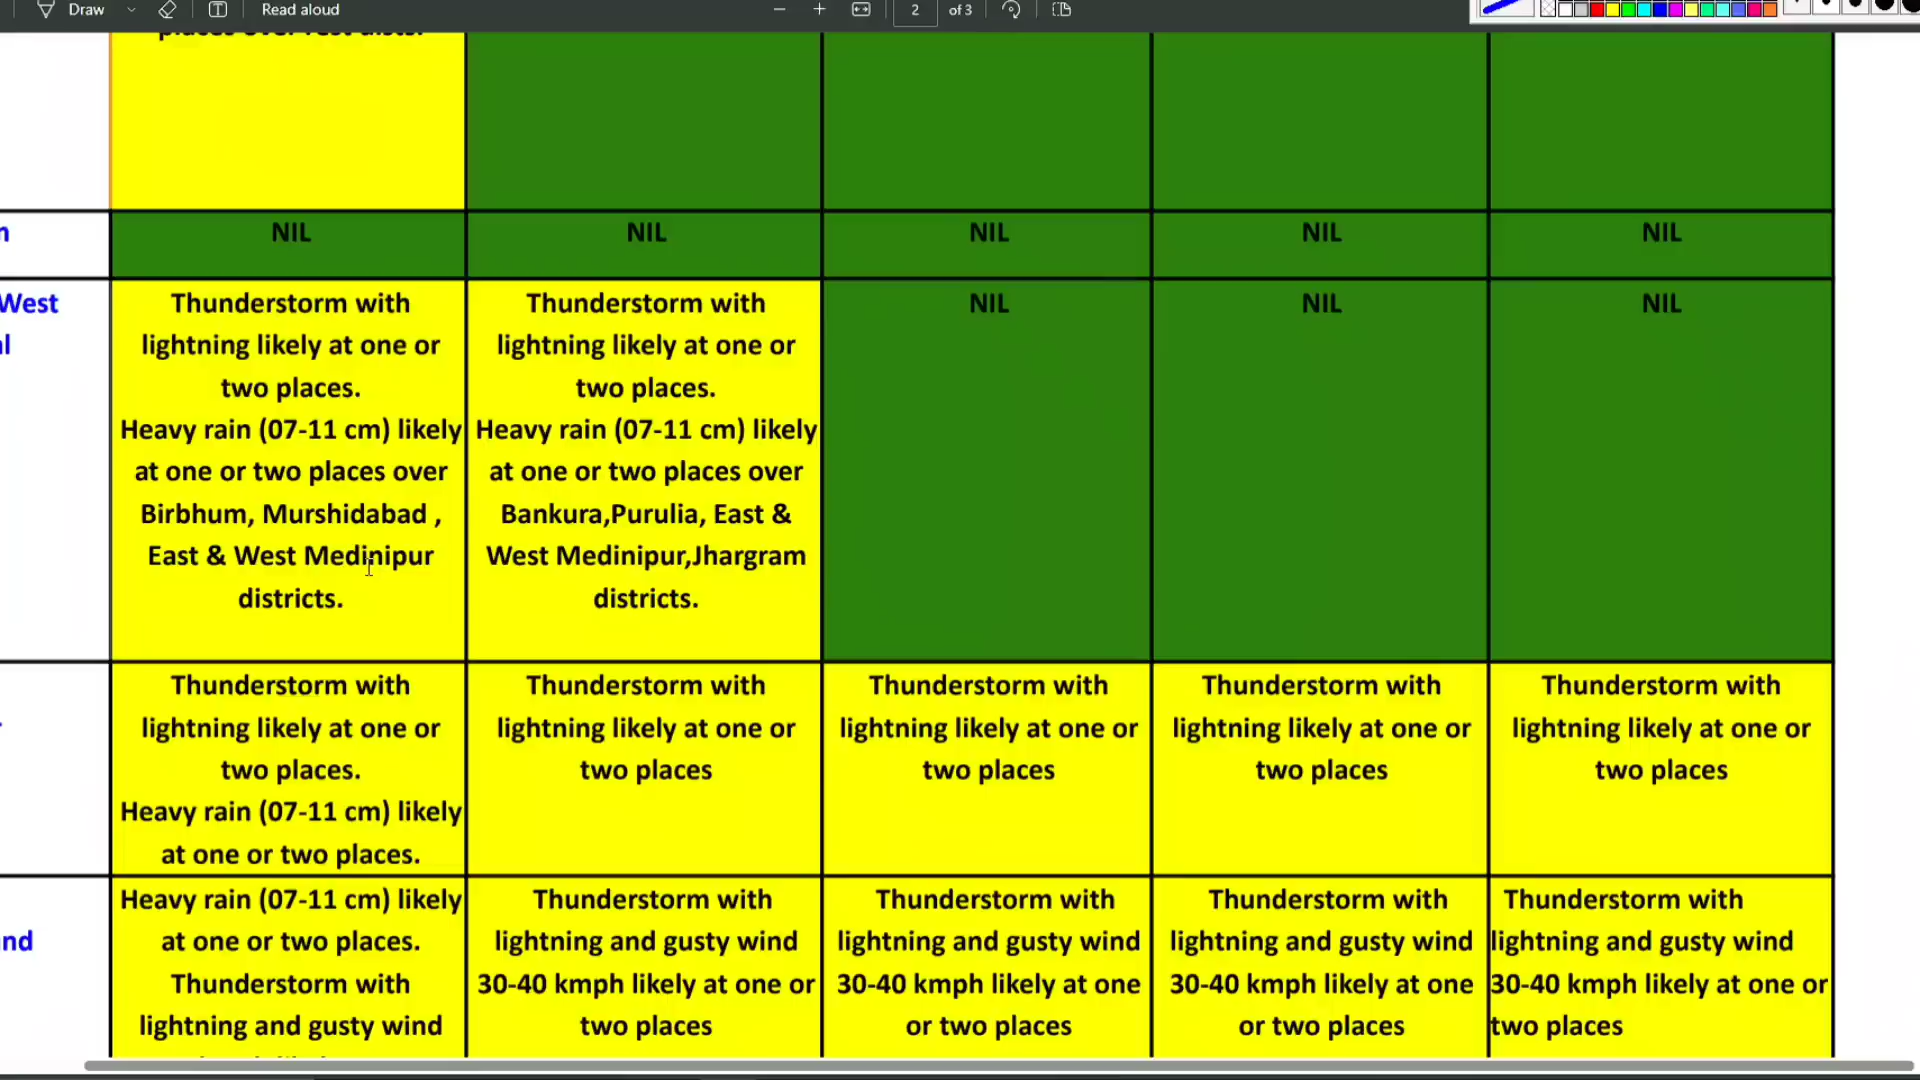 Draw
Read aloud
2
of 3
places over rest dists.
NIL
NIL
NIL
NIL
NIL
West
Thunderstorm with
lightning likely at one or
two places.
Heavy rain (07-11 cm) likely
at one or two places over
Birbhum, Murshidabad ,
East & West Medinipur
districts.
Thunderstorm with
lightning likely at one or
two places.
Heavy rain (07-11 cm) likely
at one or two places over
Bankura,Purulia, East &
West Medinipur,Jhargram
districts.
NIL
NIL
NIL
Thunderstorm with
lightning likely at one or
two places.
Heavy rain (07-11 cm) likely
at one or two places.
Thunderstorm with
lightning likely at one or
two places
Thunderstorm with
lightning likely at one or
two places
Thunderstorm with
lightning likely at one or
two places
Thunderstorm with
lightning likely at one or
two places
nd
Heavy rain (07-11 cm) likely
at one or two places.
Thunderstorm with
lightning and gusty wind
Thunderstorm with
lightning and gusty wind
30-40 kmph likely at one or
two places
Thunderstorm with
lightning and gusty wind
30-40 kmph likely at one
or two places
Thunderstorm with
lightning and gusty wind
30-40 kmph likely at one
or two places
Thunderstorm with
lightning and gusty wind
30-40 kmph likely at one or
two places